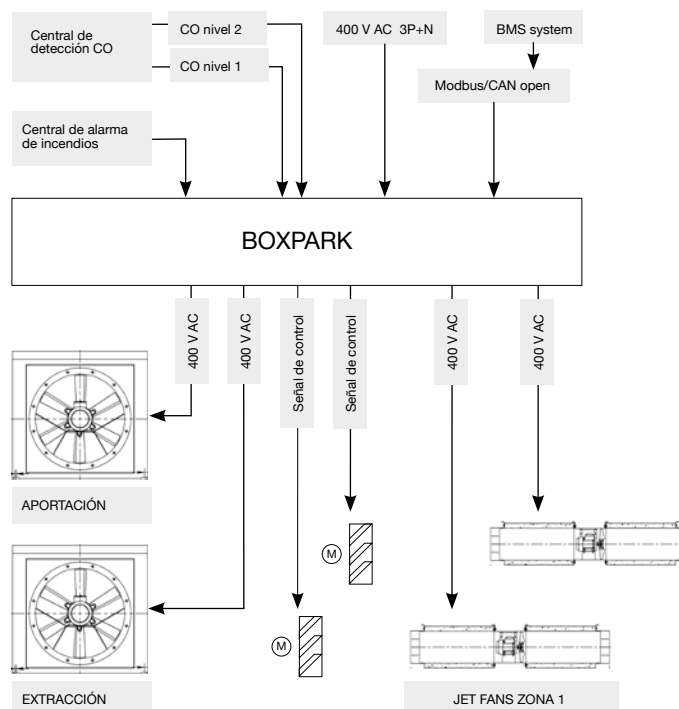 Central de
detección CO
CO nivel 2
CO nivel 1
400 V AC 3P+N
BMS system
Modbus/CAN open
Central de alarma
de incendios
BOXPARK
400 V AC
400 V AC
Señal de control
Señal de control
400 V AC
400 V AC
APORTACIÓN
M
M
EXTRACCIÓN
JET FANS ZONA 1